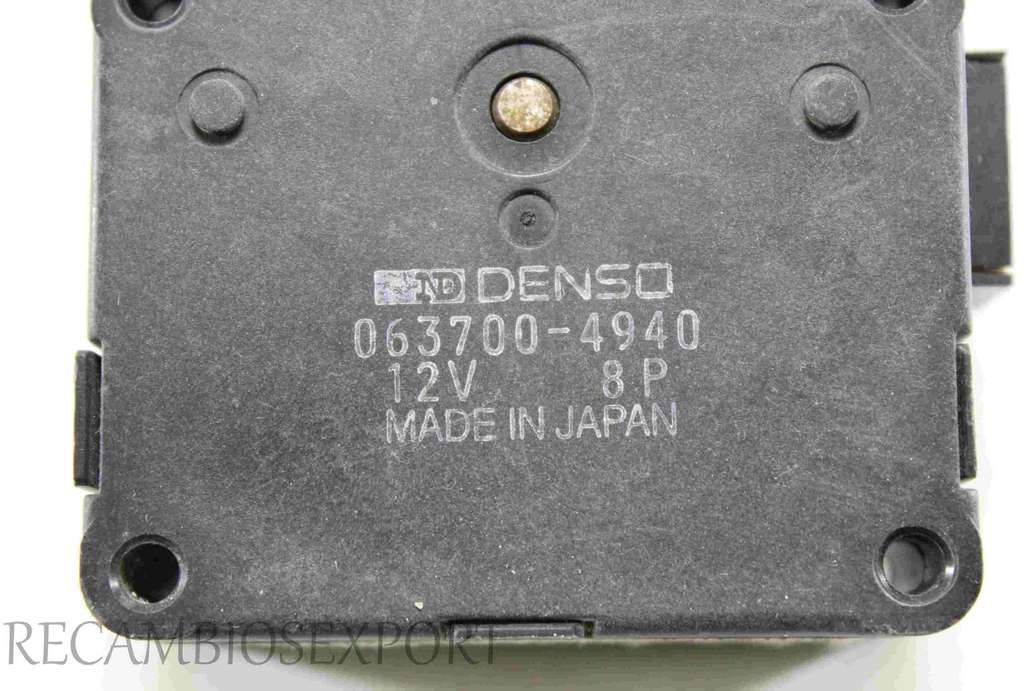 ND DENSO
063700-4940
12V 8P
MADE IN JAPAN
RECAMBIOSEXPORT